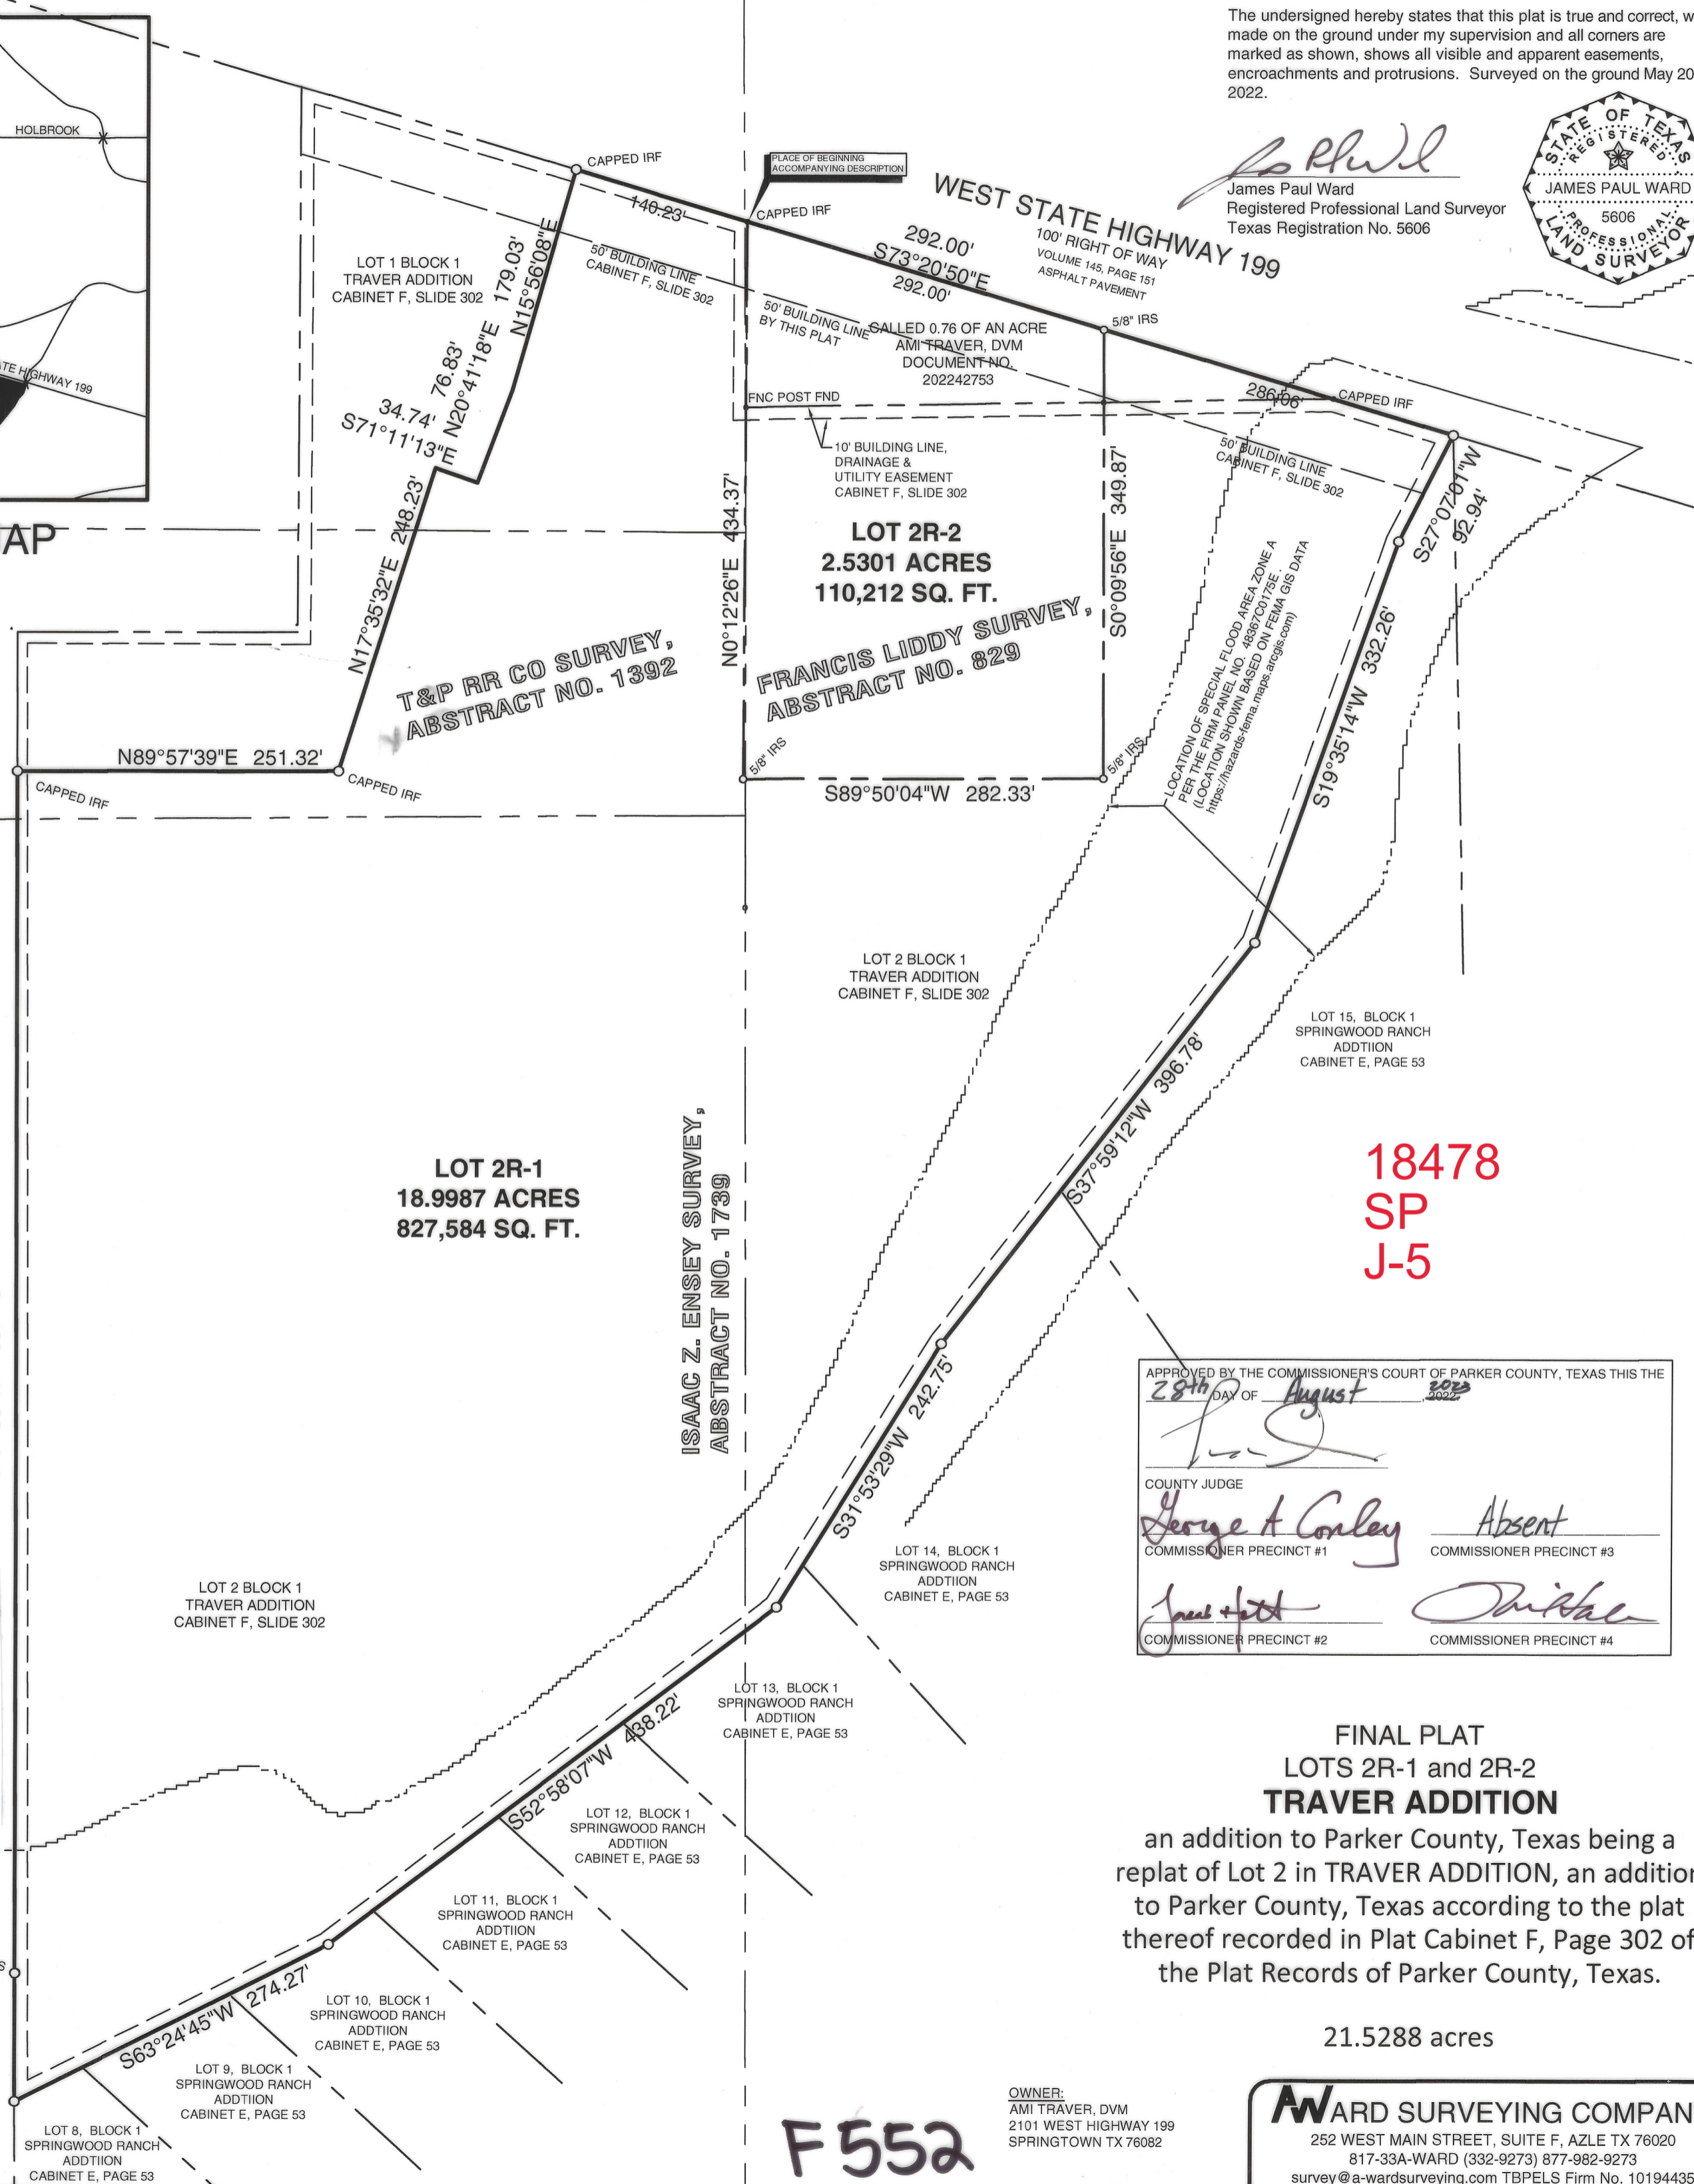 The undersigned hereby states that this plat is true and correct, w
made on the ground under my supervision and all corners are
marked as shown, shows all visible and apparent easements,
encroachments and protrusions. Surveyed on the ground May 20
2022.
James Paul Ward
Registered Professional Land Surveyor
Texas Registration No. 5606
STATE OF TEXAS
REGISTERED
JAMES PAUL WARD
5606
PROFESSIONAL
LAND SURVEYOR
HOLBROOK
TE HIGHWAY 199
AP
CAPPED IRF
PLACE OF BEGINNING
ACCOMPANYING DESCRIPTION
140.23'
CAPPED IRF
WEST STATE HIGHWAY 199
100' RIGHT OF WAY
VOLUME 145, PAGE 151
ASPHALT PAVEMENT
292.00'
S73°20'50"E
292.00'
5/8" IRS
LOT 1 BLOCK 1
TRAVER ADDITION
CABINET F, SLIDE 302
N15°56'08"E 179.03'
50' BUILDING LINE
CABINET F, SLIDE 302
50' BUILDING LINE
BY THIS PLAT
CALLED 0.76 OF AN ACRE
AMI TRAVER, DVM
DOCUMENT NO.
202242753
N20°41'18"E 76.83'
34.74'
S71°11'13"E
FNC POST FND
286.06'
CAPPED IRF
10' BUILDING LINE,
DRAINAGE &
UTILITY EASEMENT
CABINET F, SLIDE 302
50' BUILDING LINE
CABINET F, SLIDE 302
S27°07'01"W
92.94'
N17°35'32"E 248.23'
N0°12'26"E 434.37'
LOT 2R-2
2.5301 ACRES
110,212 SQ. FT.
S0°09'56"E 349.87'
LOCATION OF SPECIAL FLOOD AREA ZONE A
PER THE FIRM PANEL NO. 48367C0175E .
(LOCATION SHOWN BASED ON FEMA GIS DATA
https://hazards-fema.maps.arcgis.com)
S19°35'14"W 332.26'
T&P RR CO SURVEY,
ABSTRACT NO. 1392
FRANCIS LIDDY SURVEY,
ABSTRACT NO. 829
N89°57'39"E 251.32'
CAPPED IRF
CAPPED IRF
5/8" IRS
5/8" IRS
S89°50'04"W 282.33'
LOT 2 BLOCK 1
TRAVER ADDITION
CABINET F, SLIDE 302
LOT 15, BLOCK 1
SPRINGWOOD RANCH
ADDTIION
CABINET E, PAGE 53
S37°59'12"W 396.78'
LOT 2R-1
18.9987 ACRES
827,584 SQ. FT.
ISAAC Z. ENSEY SURVEY,
ABSTRACT NO. 1739
18478
SP
J-5
S31°53'29"W 242.75'
APPROVED BY THE COMMISSIONER'S COURT OF PARKER COUNTY, TEXAS THIS THE
28th DAY OF August , 2022 2023
COUNTY JUDGE
George A Conley
Absent
COMMISSIONER PRECINCT #1
COMMISSIONER PRECINCT #3
COMMISSIONER PRECINCT #2
COMMISSIONER PRECINCT #4
LOT 14, BLOCK 1
SPRINGWOOD RANCH
ADDTIION
CABINET E, PAGE 53
LOT 2 BLOCK 1
TRAVER ADDITION
CABINET F, SLIDE 302
LOT 13, BLOCK 1
SPRINGWOOD RANCH
ADDTIION
CABINET E, PAGE 53
S52°58'07"W 438.22'
LOT 12, BLOCK 1
SPRINGWOOD RANCH
ADDTIION
CABINET E, PAGE 53
LOT 11, BLOCK 1
SPRINGWOOD RANCH
ADDTIION
CABINET E, PAGE 53
S63°24'45"W 274.27'
LOT 10, BLOCK 1
SPRINGWOOD RANCH
ADDTIION
CABINET E, PAGE 53
LOT 9, BLOCK 1
SPRINGWOOD RANCH
ADDTIION
CABINET E, PAGE 53
LOT 8, BLOCK 1
SPRINGWOOD RANCH
ADDTIION
CABINET E, PAGE 53
FINAL PLAT
LOTS 2R-1 and 2R-2
TRAVER ADDITION
an addition to Parker County, Texas being a
replat of Lot 2 in TRAVER ADDITION, an addition
to Parker County, Texas according to the plat
thereof recorded in Plat Cabinet F, Page 302 of
the Plat Records of Parker County, Texas.
21.5288 acres
F552
OWNER:
AMI TRAVER, DVM
2101 WEST HIGHWAY 199
SPRINGTOWN TX 76082
AWARD SURVEYING COMPAN
252 WEST MAIN STREET, SUITE F, AZLE TX 76020
817-33A-WARD (332-9273) 877-982-9273
survey@a-wardsurveying.com TBPELS Firm No. 10194435